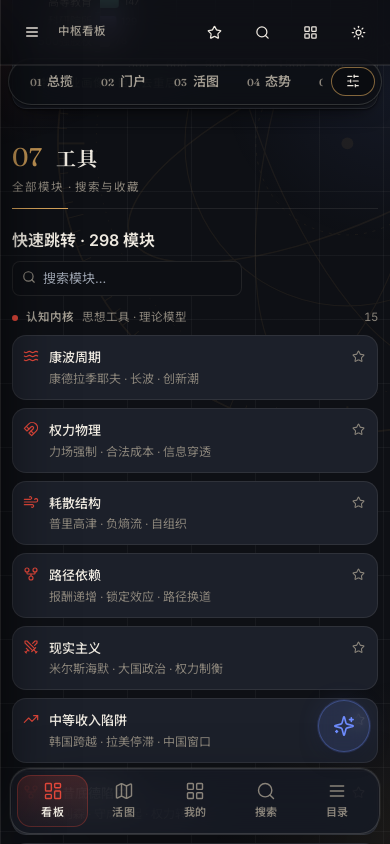 中枢看板
01 总揽 02 门户 03 活图 04 态势
07 工具
全部模块 · 搜索与收藏
快速跳转 · 298 模块
搜索模块...
认知内核 思想工具 · 理论模型 15
康波周期
康德拉季耶夫 · 长波 · 创新潮
权力物理
力场强制 · 合法成本 · 信息穿透
耗散结构
普里高津 · 负熵流 · 自组织
路径依赖
报酬递增 · 锁定效应 · 路径换道
现实主义
米尔斯海默 · 大国政治 · 权力制衡
中等收入陷阱
韩国跨越 · 拉美停滞 · 中国窗口
看板 活图 我的 搜索 目录